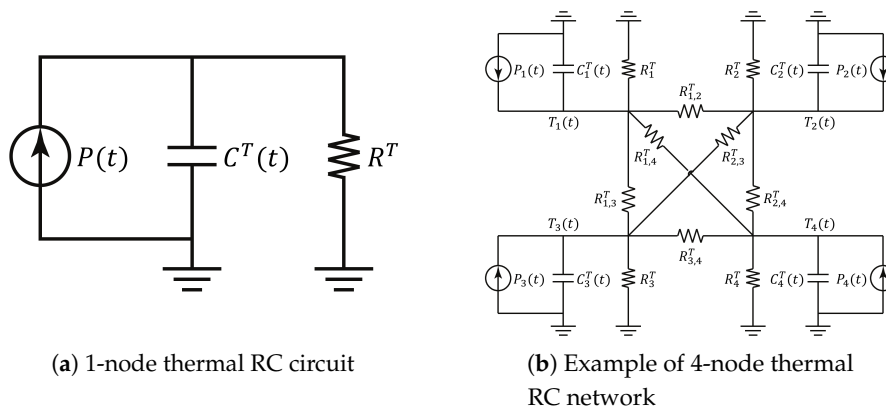 P(t) C^T(t) R^T
P_1(t) C_1^T(t) R_1^T R_2^T C_2^T(t) P_2(t)
R_{1,2}^T
T_1(t) T_2(t)
R_{1,4}^T R_{2,3}^T
R_{1,3}^T R_{2,4}^T
T_3(t) T_4(t)
R_{3,4}^T
P_3(t) C_3^T(t) R_3^T R_4^T C_4^T(t) P_4(t)
(a) 1-node thermal RC circuit
(b) Example of 4-node thermal
RC network